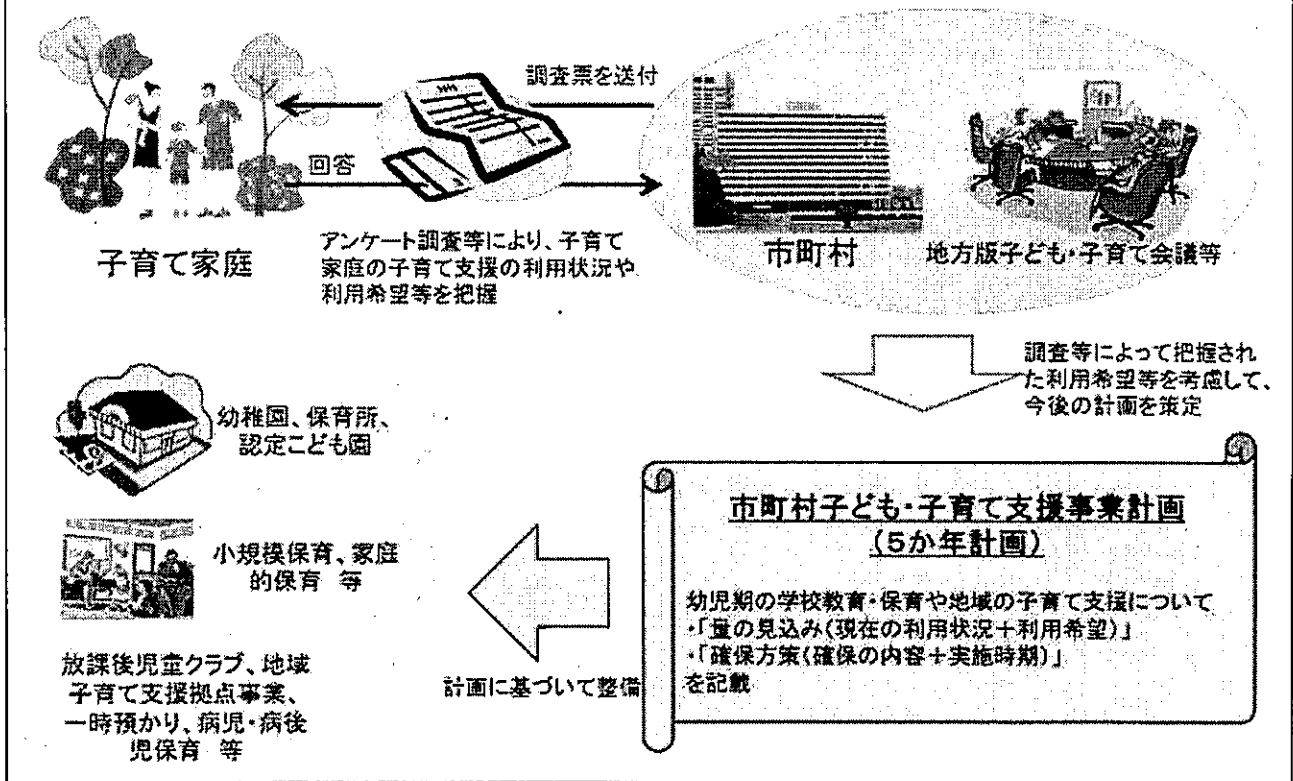 調査票を送付
回答
子育て家庭
アンケート調査等により、子育て
家庭の子育て支援の利用状況や
利用希望等を把握
市町村
地方版子ども・子育て会議等
調査等によって把握され
た利用希望等を考慮して、
今後の計画を策定
市町村子ども・子育て支援事業計画
(5か年計画)
幼児期の学校教育・保育や地域の子育て支援について
・「量の見込み(現在の利用状況+利用希望)」
・「確保方策(確保の内容+実施時期)」
を記載
計画に基づいて整備
幼稚園、保育所、
認定こども園
小規模保育、家庭
的保育 等
放課後児童クラブ、地域
子育て支援拠点事業、
一時預かり、病児・病後
児保育 等